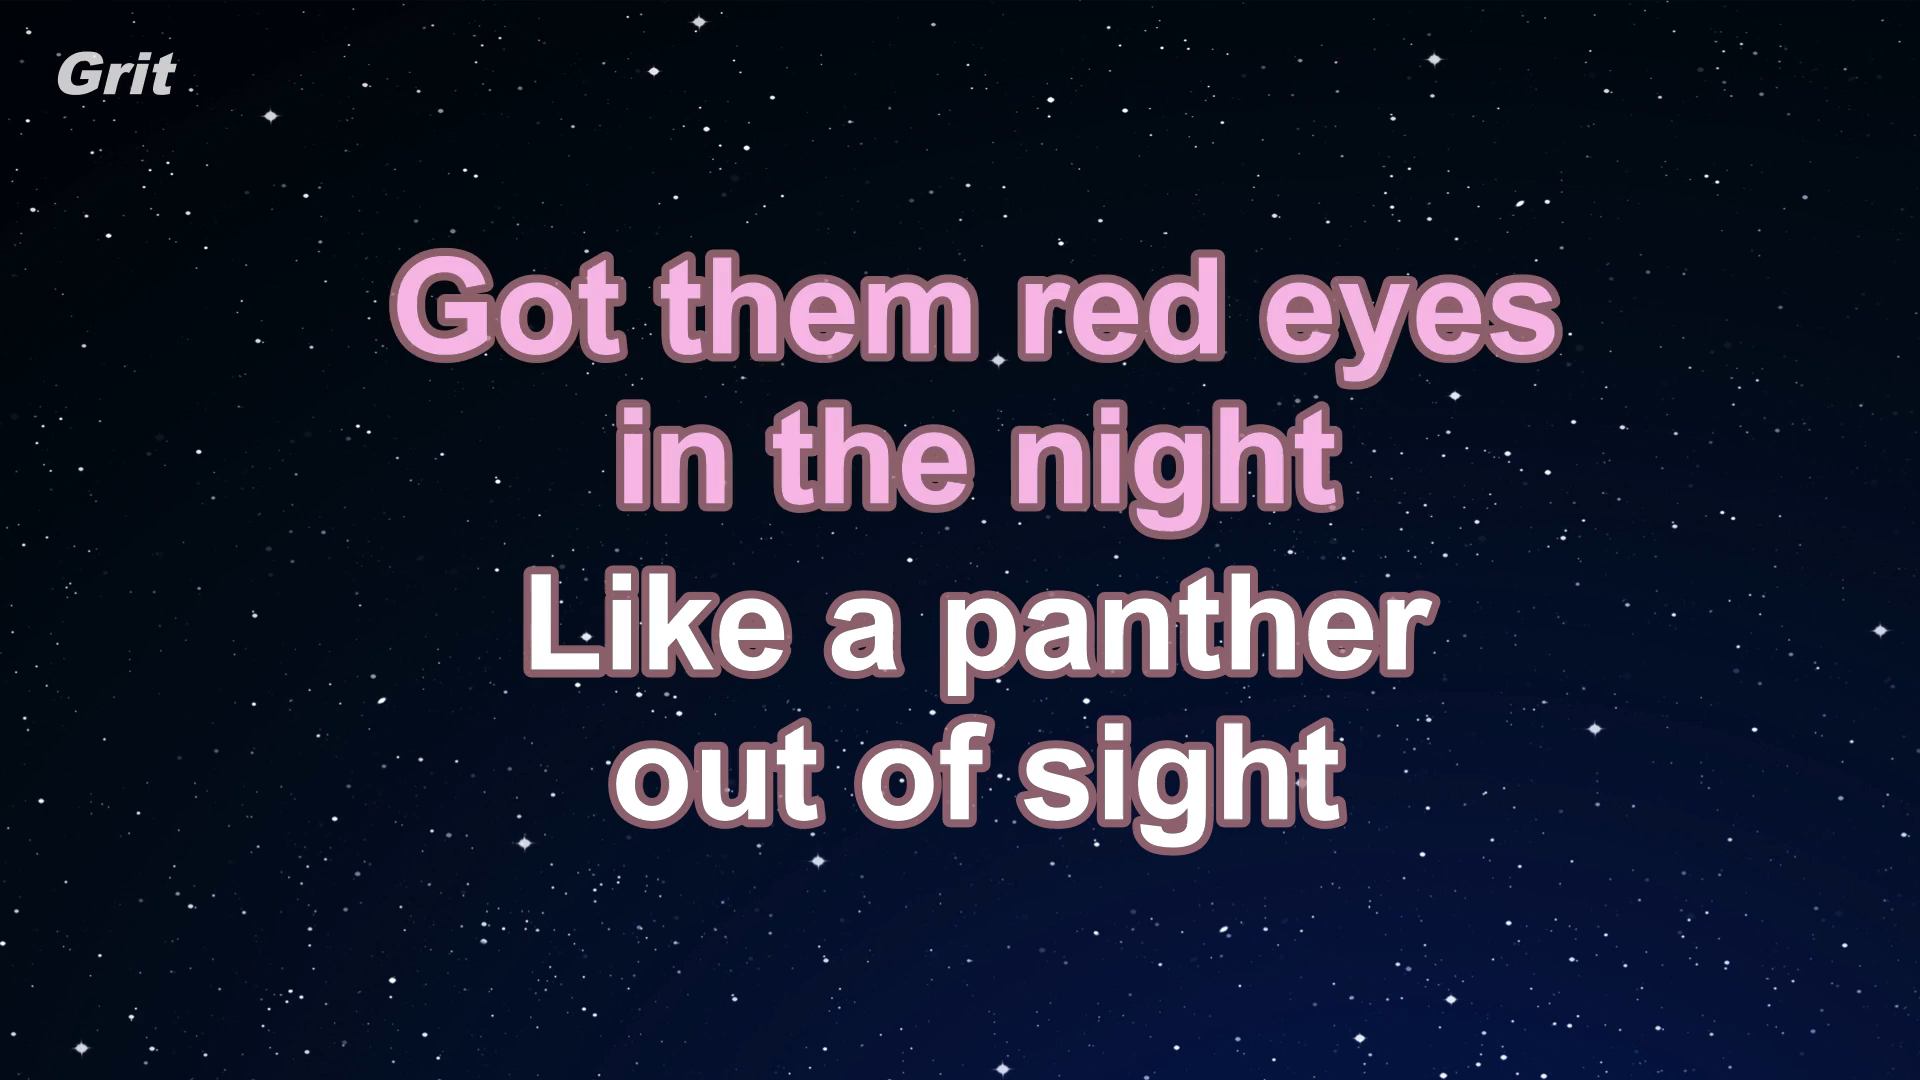 Grit
Got them red eyes
in the night
Like a panther
out of sight